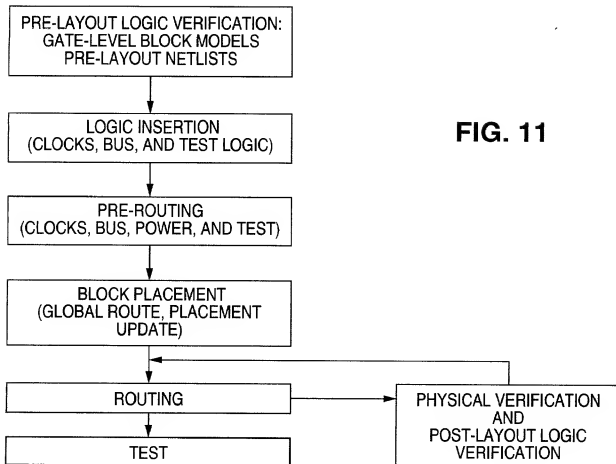 PRE-LAYOUT LOGIC VERIFICATION:
GATE-LEVEL BLOCK MODELS
PRE-LAYOUT NETLISTS
LOGIC INSERTION
(CLOCKS, BUS, AND TEST LOGIC)
FIG. 11
PRE-ROUTING
(CLOCKS, BUS, POWER, AND TEST)
BLOCK PLACEMENT
(GLOBAL ROUTE, PLACEMENT
UPDATE)
ROUTING
PHYSICAL VERIFICATION
AND
POST-LAYOUT LOGIC
VERIFICATION
TEST